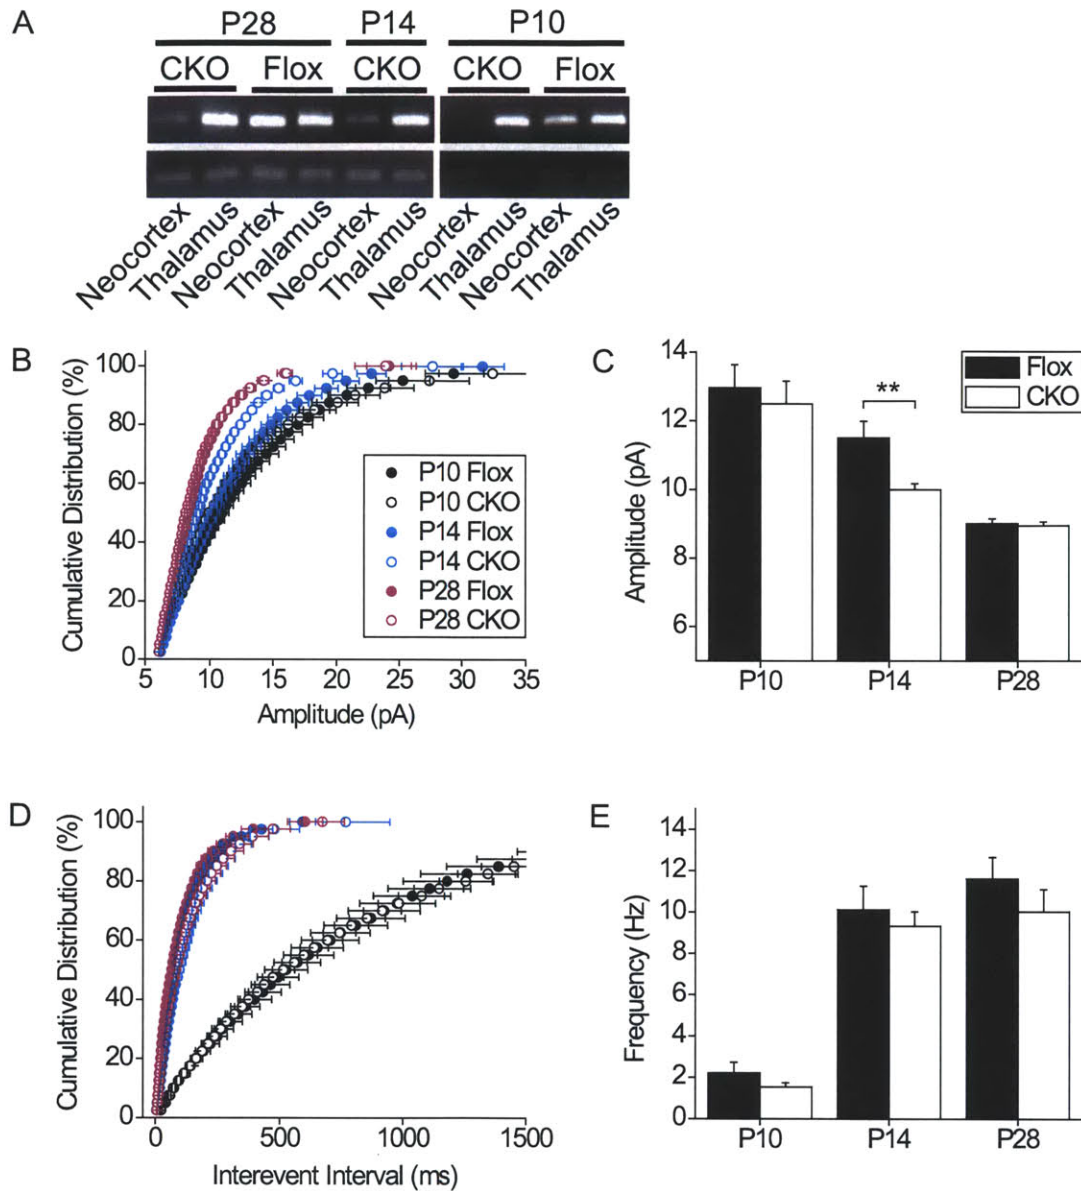 A
P28 P14 P10
CKO Flox CKO CKO Flox
Neocortex
Thalamus
Neocortex
Thalamus
Neocortex
Thalamus
Neocortex
Thalamus
Neocortex
Thalamus
B
Cumulative Distribution (%)
100
80
60
40
20
0
P10 Flox
P10 CKO
P14 Flox
P14 CKO
P28 Flox
P28 CKO
5 10 15 20 25 30 35
Amplitude (pA)
C
Amplitude (pA)
14
12
10
8
6
Flox
CKO
**
P10 P14 P28
D
Cumulative Distribution (%)
100
80
60
40
20
0
0 500 1000 1500
Interevent Interval (ms)
E
Frequency (Hz)
14
12
10
8
6
4
2
0
P10 P14 P28